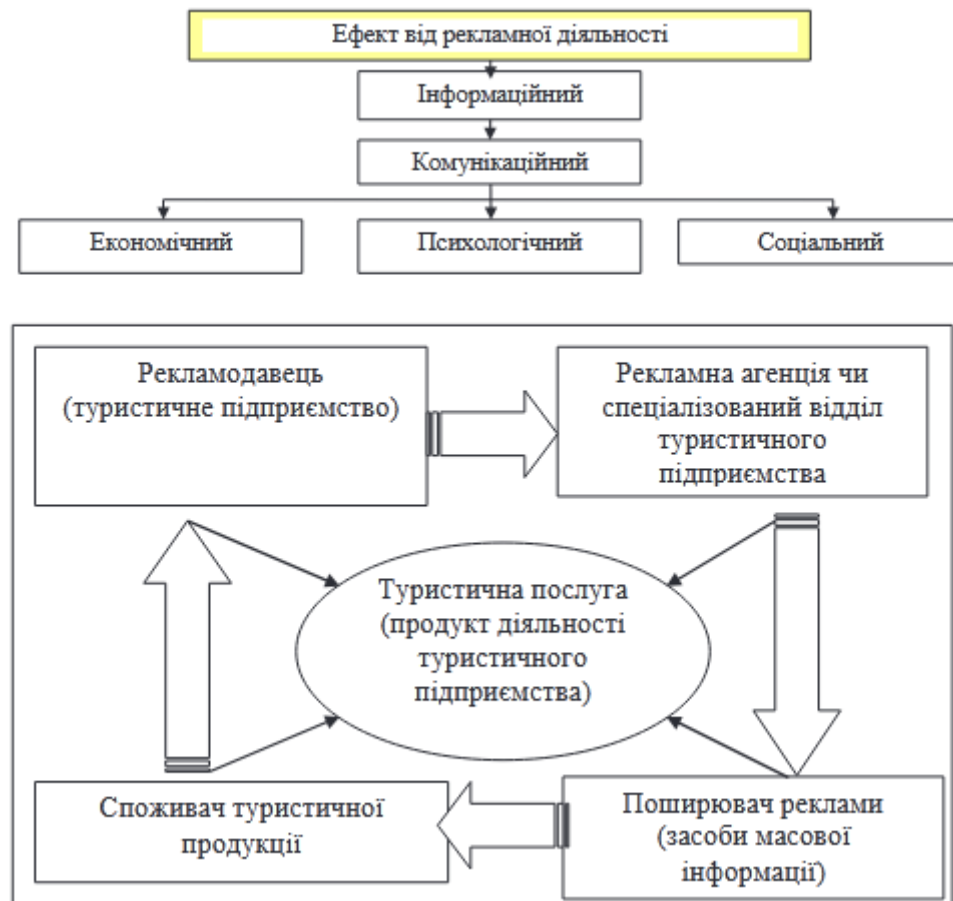 Ефект від рекламної діяльності
Інформаційний
Комунікаційний
Економічний
Психологічний
Соціальний
Рекламодавець
(туристичне підприємство)
Рекламна агенція чи
спеціалізований відділ
туристичного
підприємства
Туристична послуга
(продукт діяльності
туристичного
підприємства)
Споживач туристичної
продукції
Поширювач реклами
(засоби масової
інформації)